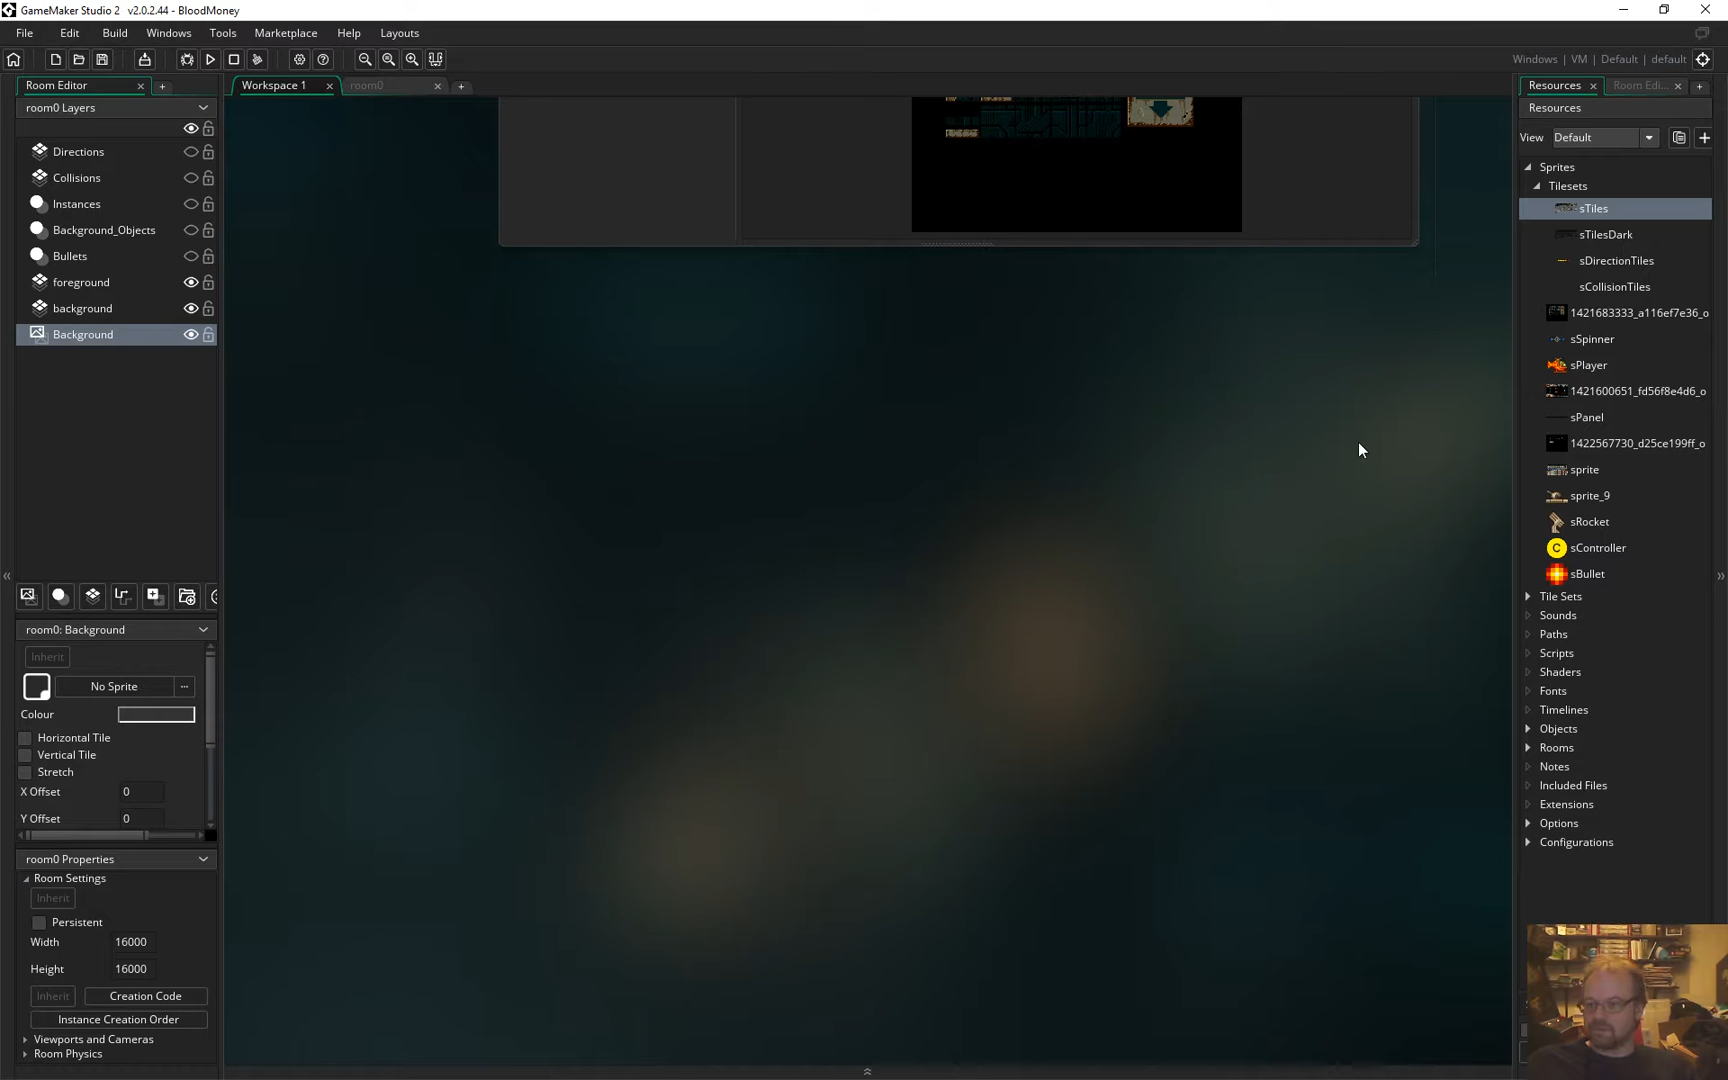 GameMaker Studio 2 v2.0.2.44 - BloodMoney
File Edit Build Windows Tools Marketplace Help Layouts
Windows | VM | Default | default
Room Editor
Workspace 1
room0
Resources
Room Edi...
room0 Layers
Resources
View Default
Directions
Collisions
Instances
Background_Objects
Bullets
foreground
background
Background
Sprites
Tilesets
sTiles
sTilesDark
sDirectionTiles
sCollisionTiles
1421683333_a116ef7e36_o
sSpinner
sPlayer
1421600651_fd56f8e4d6_o
sPanel
1422567730_d25ce199ff_o
sprite
sprite_9
sRocket
sController
C
sBullet
Tile Sets
Sounds
Paths
Scripts
Shaders
Fonts
Timelines
Objects
Rooms
Notes
Included Files
Extensions
Options
Configurations
room0: Background
Inherit
No Sprite ...
Colour
Horizontal Tile
Vertical Tile
Stretch
X Offset 0
Y Offset 0
room0 Properties
Room Settings
Inherit
Persistent
Width 16000
Height 16000
Inherit Creation Code
Instance Creation Order
Viewports and Cameras
Room Physics